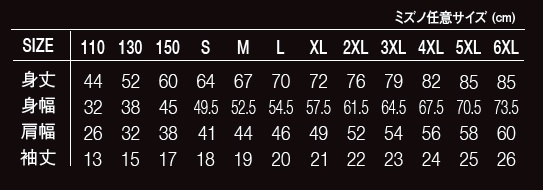 ミズノ任意サイズ (cm)
SIZE 110 130 150 S M L XL 2XL 3XL 4XL 5XL 6XL
身丈 44 52 60 64 67 70 72 76 79 82 85 85
身幅 32 38 45 49.5 52.5 54.5 57.5 61.5 64.5 67.5 70.5 73.5
肩幅 26 32 38 41 44 46 49 52 54 56 58 60
袖丈 13 15 17 18 19 20 21 22 23 24 25 26